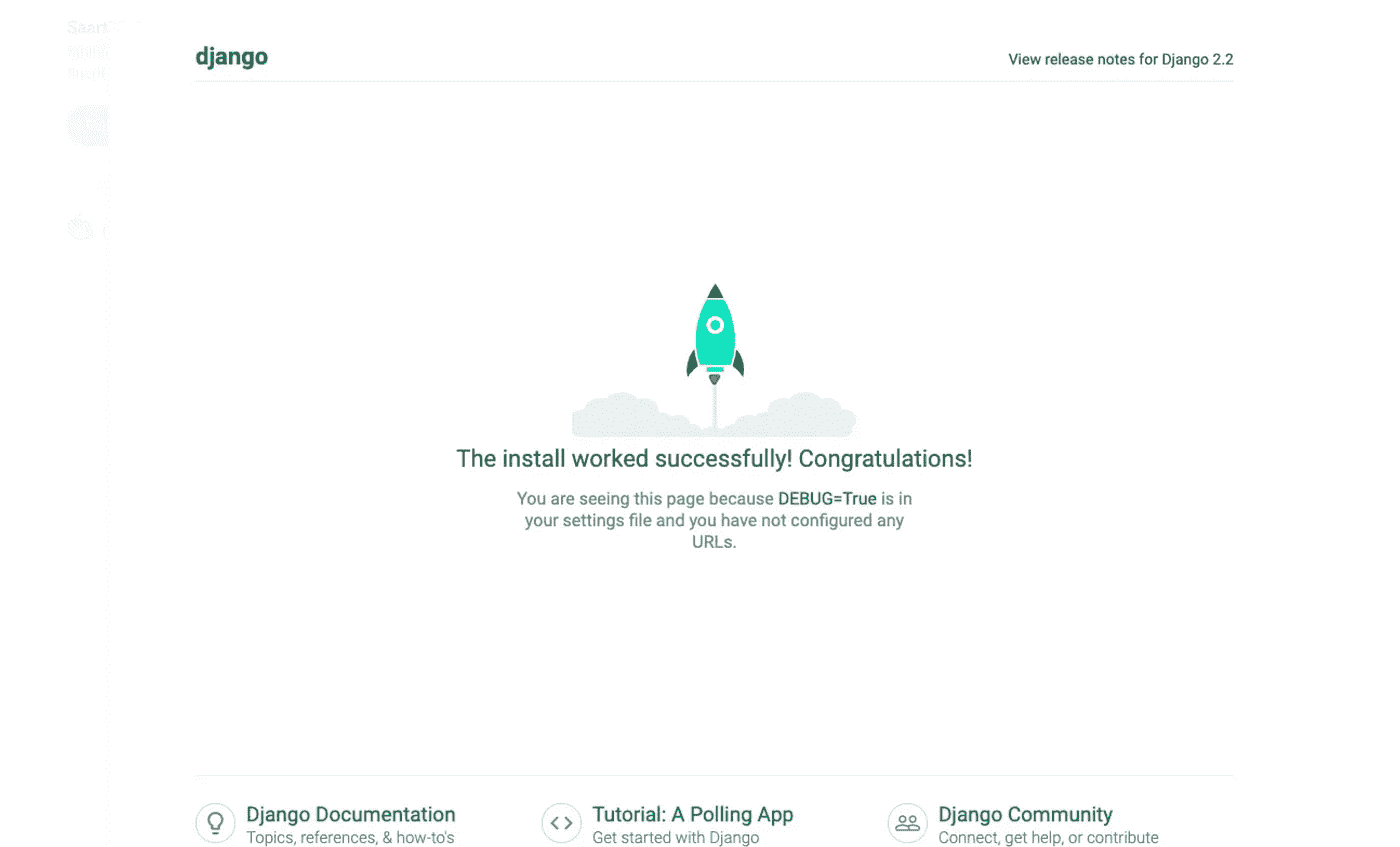 django
View release notes for Django 2.2
The install worked successfully! Congratulations!
You are seeing this page because DEBUG=True is in
your settings file and you have not configured any
URLs.
Django Documentation
Topics, references, & how-to's
Tutorial: A Polling App
Get started with Django
Django Community
Connect, get help, or contribute